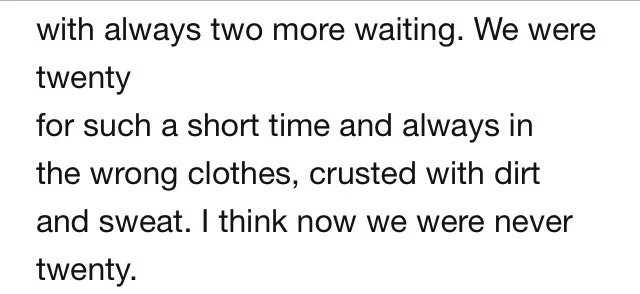 with always two more waiting. We were
twenty
for such a short time and always in
the wrong clothes, crusted with dirt
and sweat. I think now we were never
twenty.